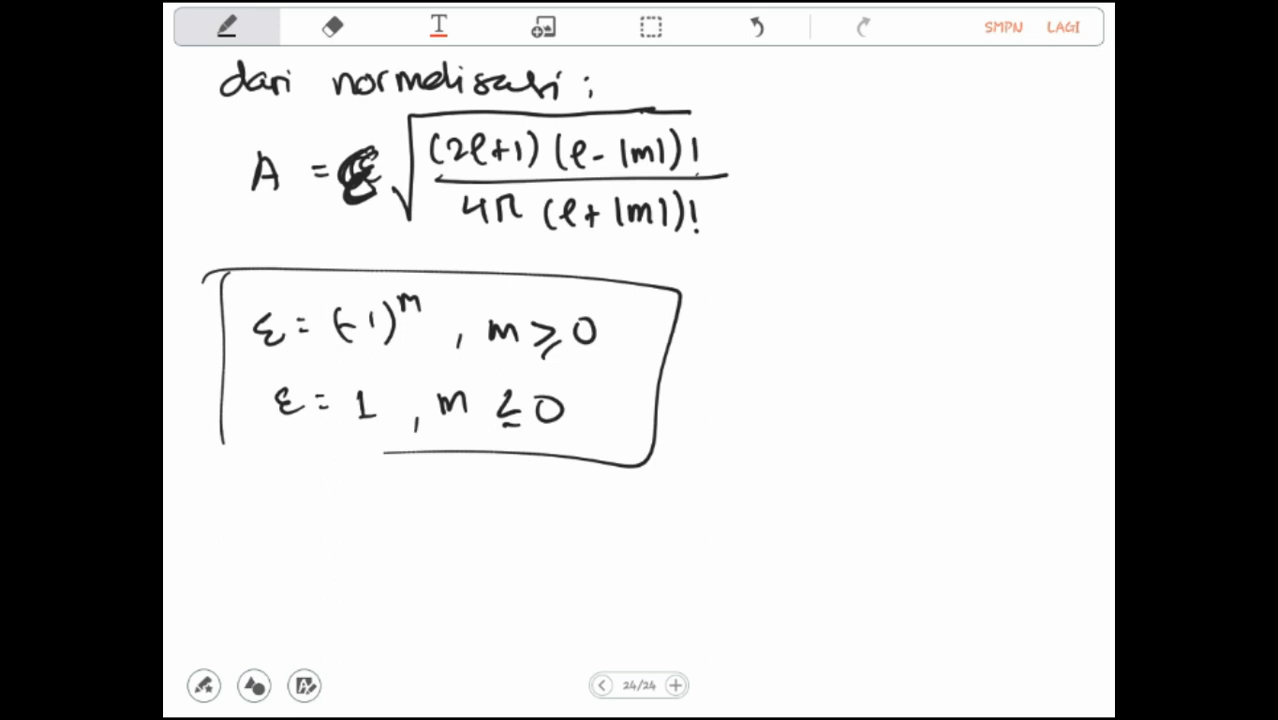 SMPN LAGI
dari normalisasi :
A = ε √((2ℓ+1) (ℓ-|m|)! / 4π (ℓ+|m|)!)
ε = (-1)^m , m ≥ 0
ε = 1 , m ≤ 0
24/24